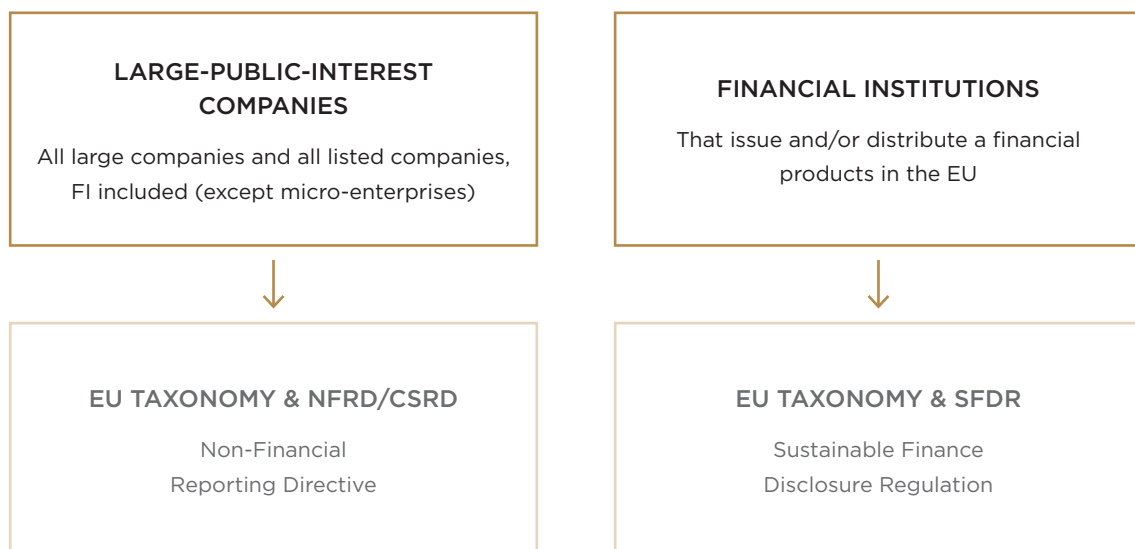 LARGE-PUBLIC-INTEREST
COMPANIES
All large companies and all listed companies,
FI included (except micro-enterprises)
FINANCIAL INSTITUTIONS
That issue and/or distribute a financial
products in the EU
EU TAXONOMY & NFRD/CSRD
Non-Financial
Reporting Directive
EU TAXONOMY & SFDR
Sustainable Finance
Disclosure Regulation